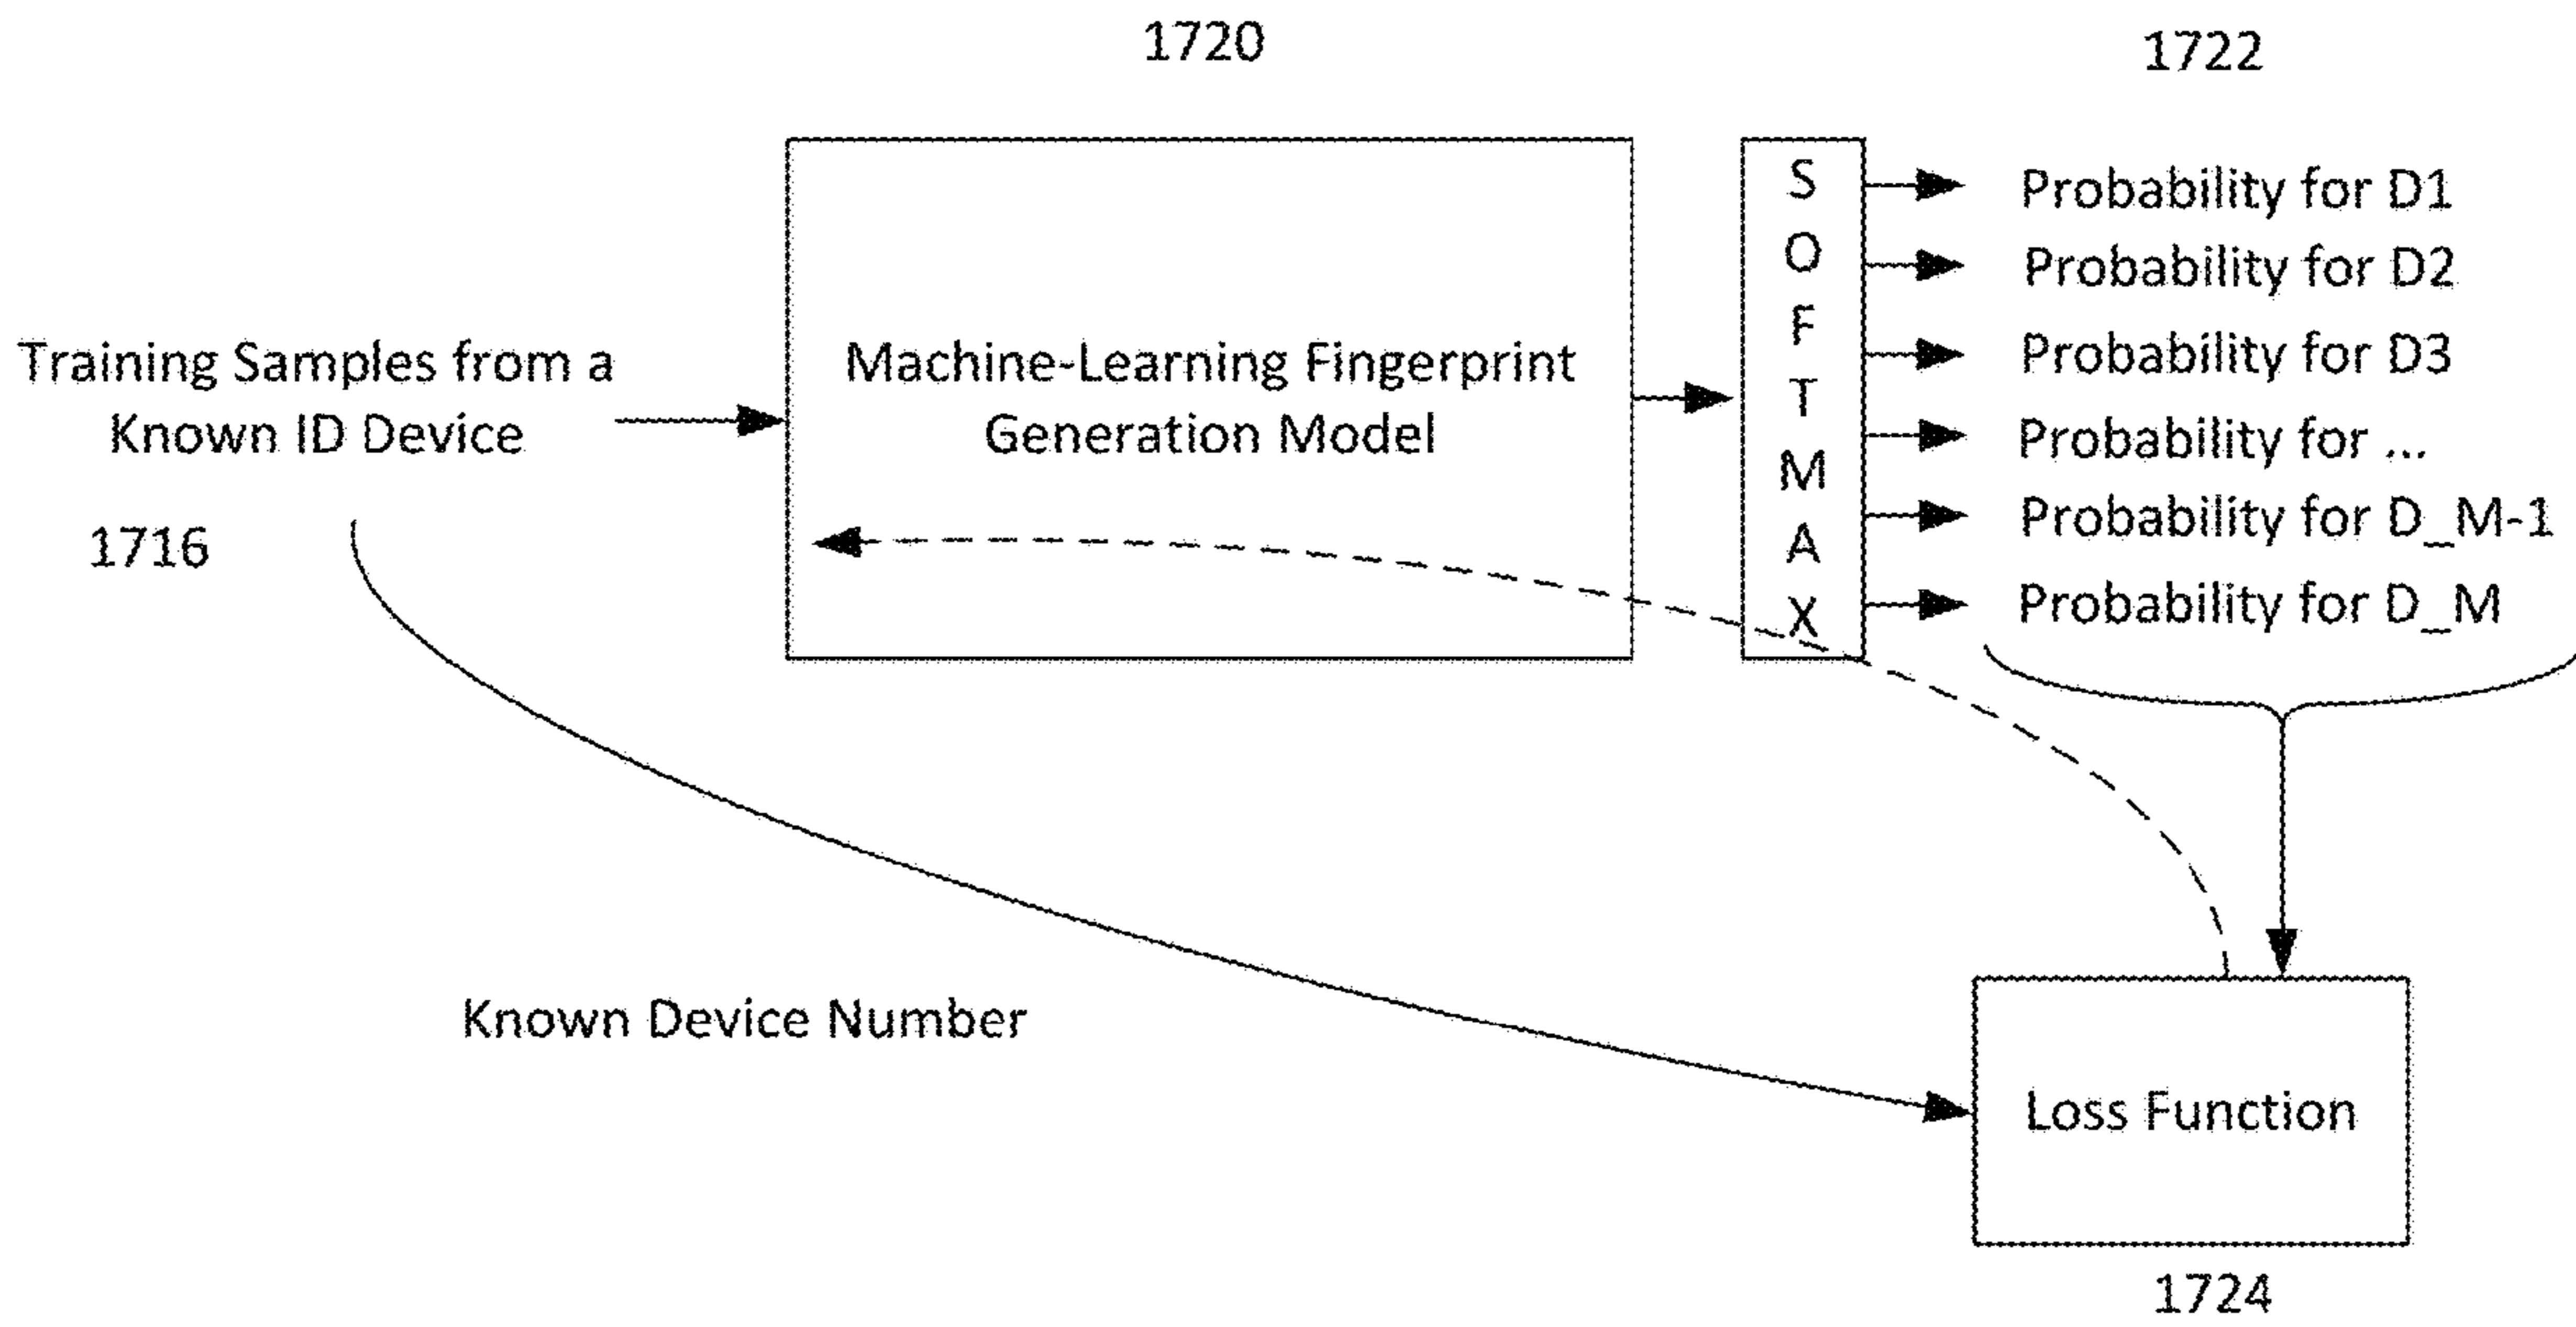 1720
1722
Training Samples from a
Known ID Device
1716
Machine-Learning Fingerprint
Generation Model
S
O
F
T
M
A
X
Probability for D1
Probability for D2
Probability for D3
Probability for ...
Probability for D_M-1
Probability for D_M
Known Device Number
Loss Function
1724